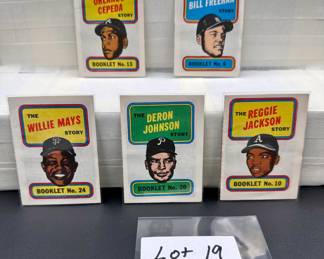 ORLANDO
CEPEDA
STORY
BOOKLET No. 15
BILL FREEHAN
STORY
BOOKLET No. 6
THE
WILLIE MAYS
STORY
BOOKLET No. 24
THE
DERON
JOHNSON
STORY
BOOKLET No. 20
THE
REGGIE
JACKSON
STORY
BOOKLET No. 10
Lot 19